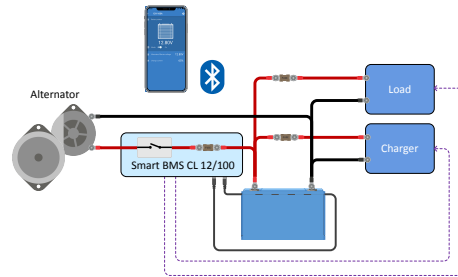 12.80V
Alternator
Load
Charger
Smart BMS CL 12/100